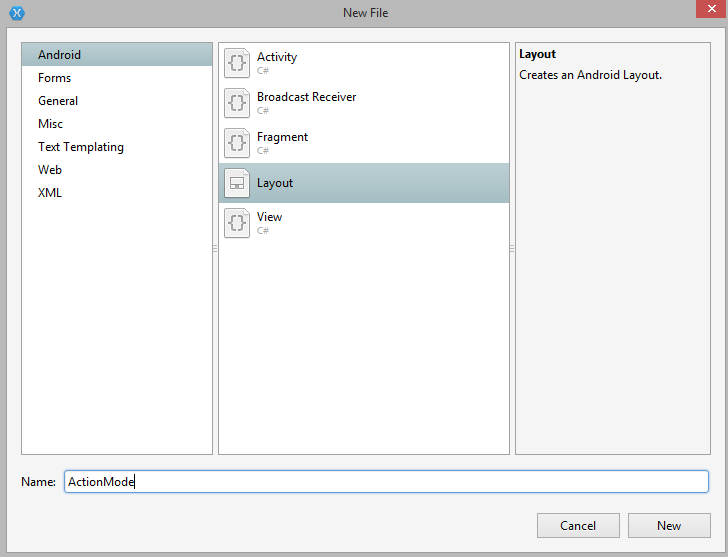 New File
Android
Forms
General
Misc
Text Templating
Web
XML
Activity
C#
Broadcast Receiver
C#
Fragment
C#
Layout
View
C#
Layout
Creates an Android Layout.
Name: ActionMode
Cancel New